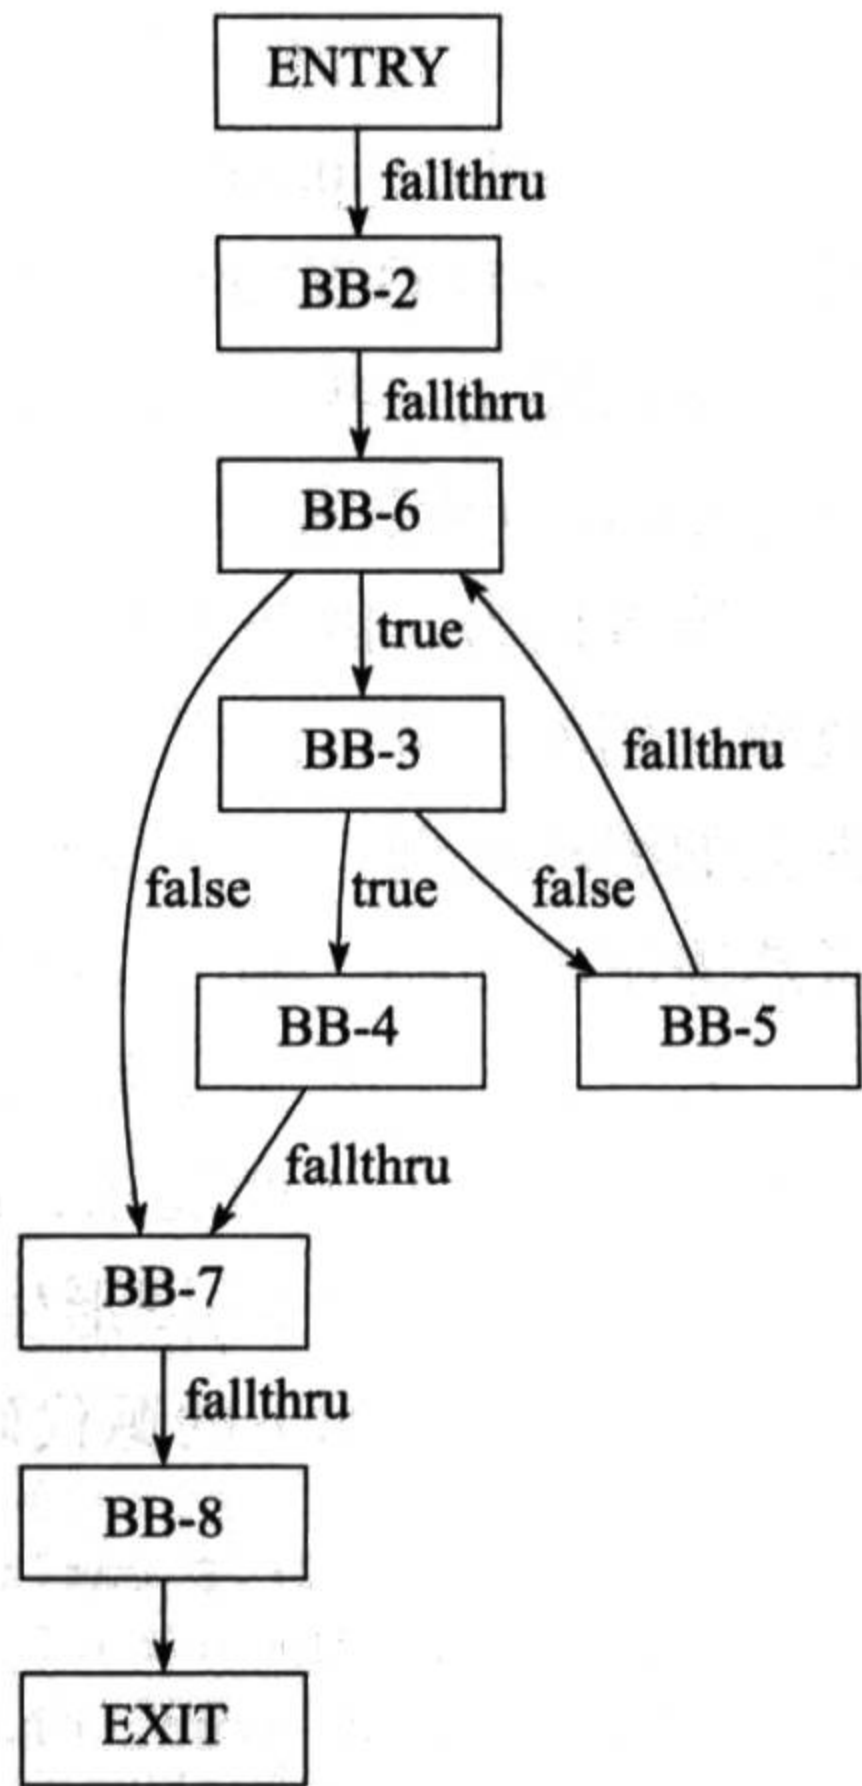 ENTRY
fallthru
BB-2
fallthru
BB-6
true
BB-3
fallthru
false
true
false
BB-4
BB-5
fallthru
BB-7
fallthru
BB-8
EXIT